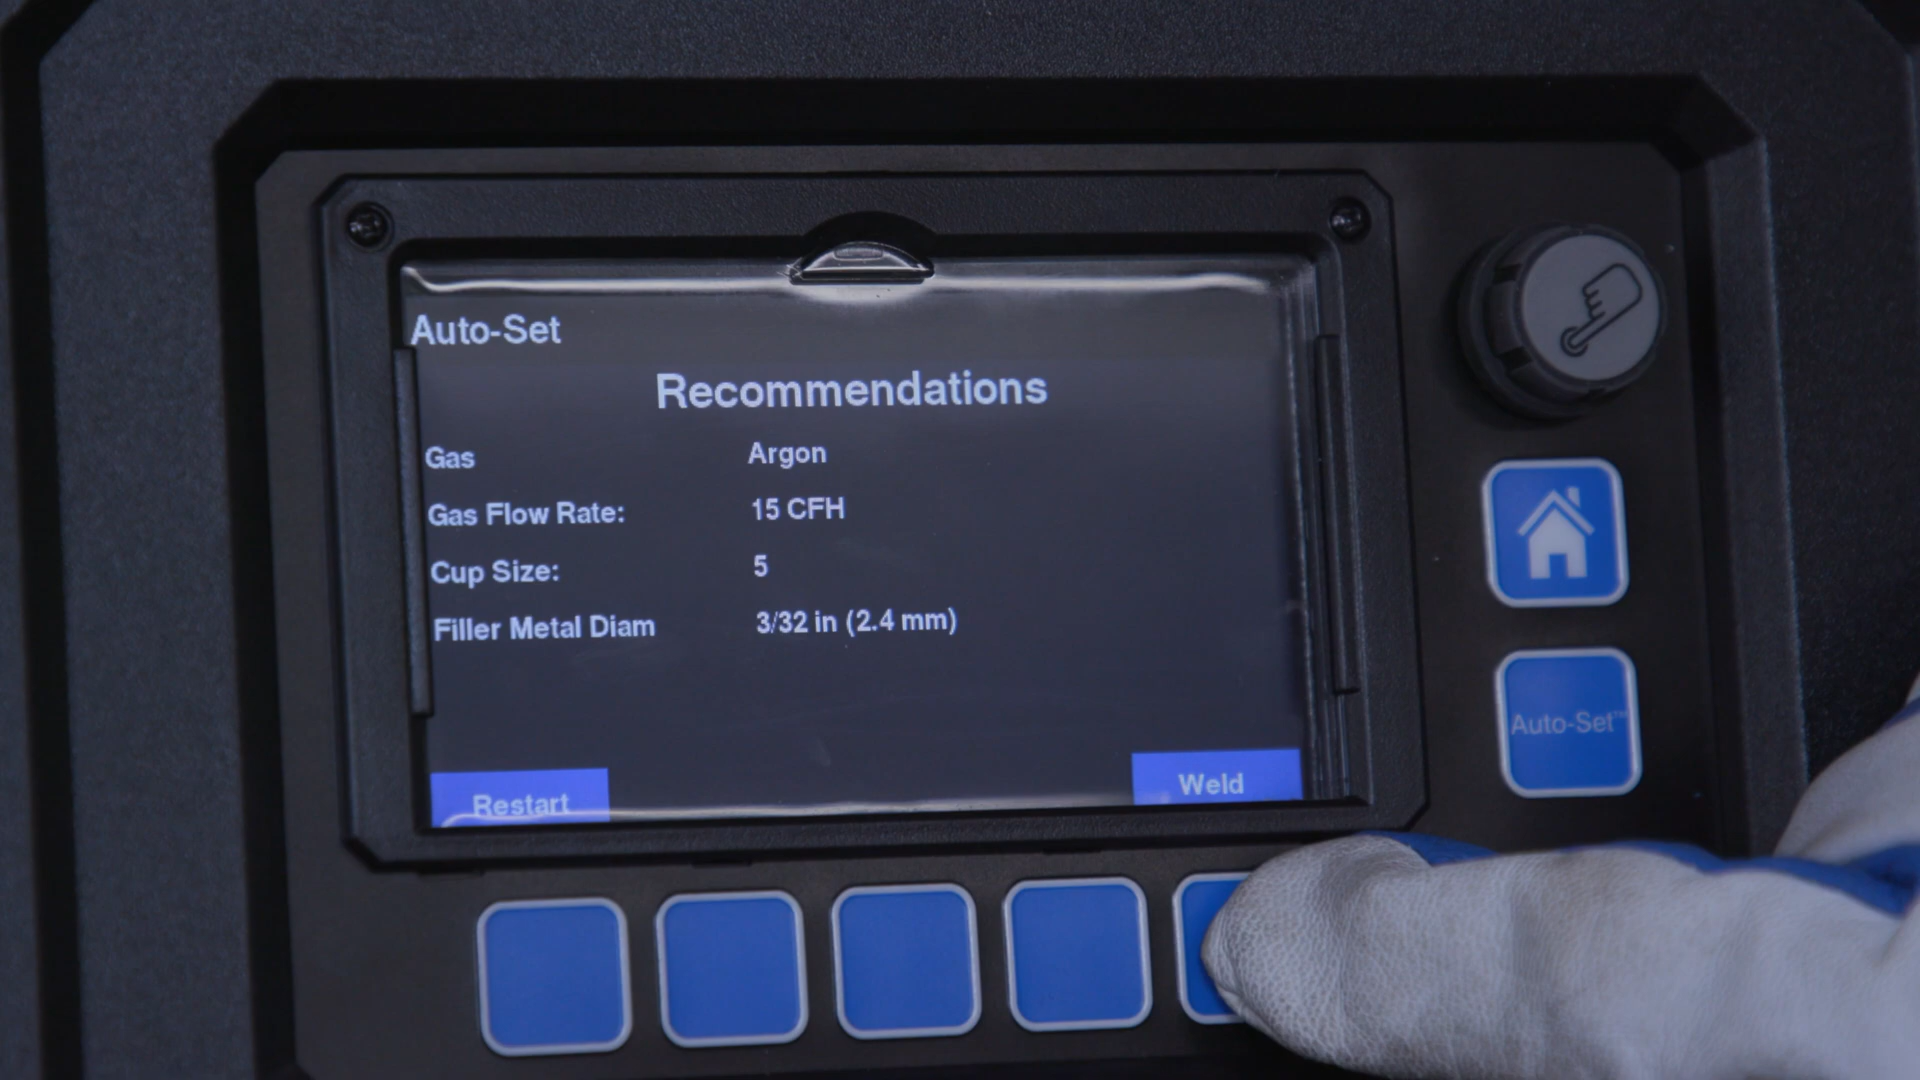 Auto-Set
Recommendations
Gas Argon
Gas Flow Rate: 15 CFH
Cup Size: 5
Filler Metal Diam 3/32 in (2.4 mm)
Restart Weld
Auto-Set™